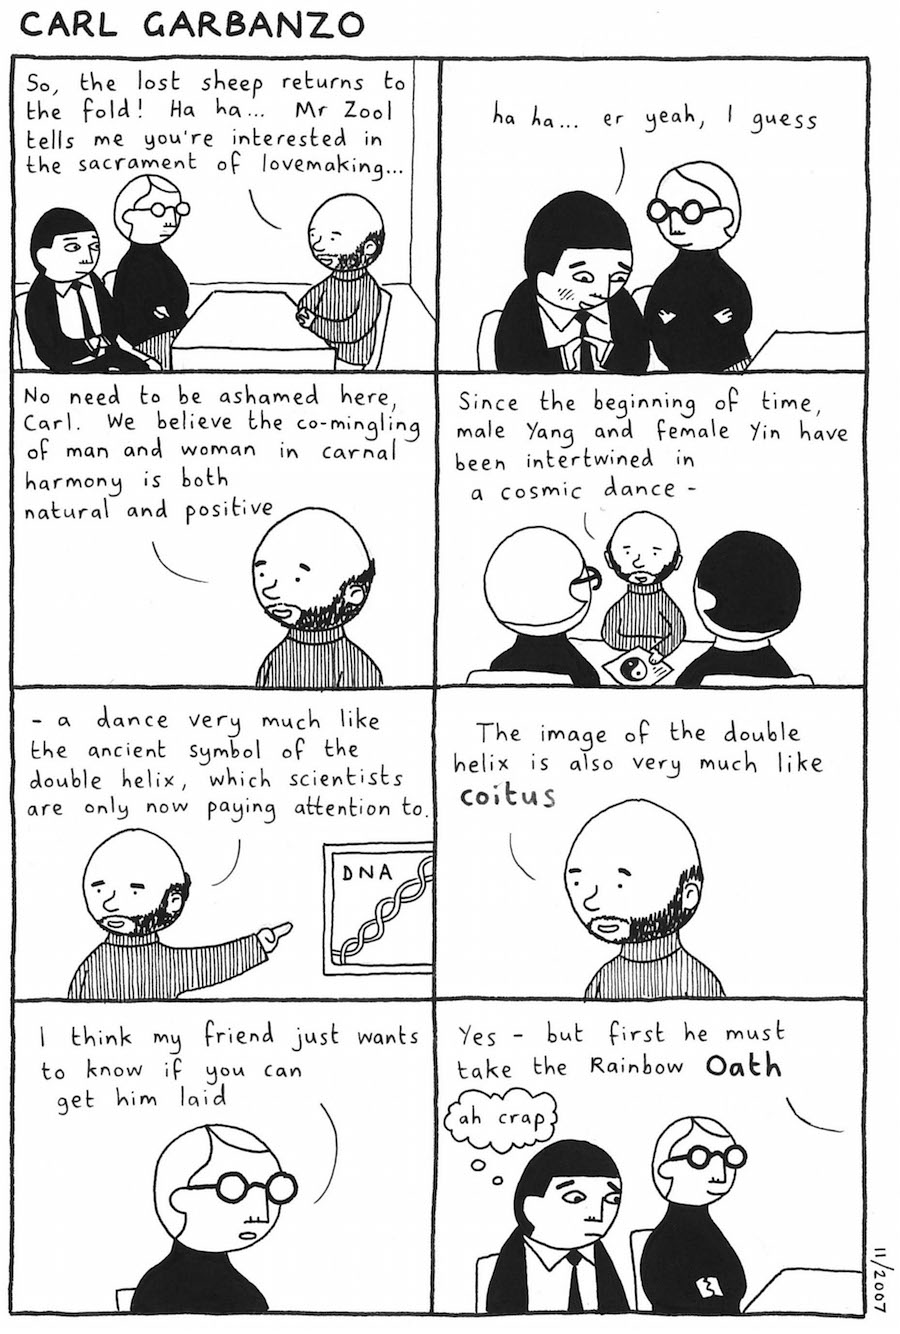 CARL GARBANZO
So, the lost sheep returns to
the fold! Ha ha... Mr Zool
tells me you're interested in
the sacrament of lovemaking...
ha ha... er yeah, I guess
No need to be ashamed here,
Carl. We believe the co-mingling
of man and woman in carnal
harmony is both
natural and positive
Since the beginning of time,
male Yang and female Yin have
been intertwined in
a cosmic dance -
- a dance very much like
the ancient symbol of the
double helix, which scientists
are only now paying attention to.
DNA
The image of the double
helix is also very much like
coitus
I think my friend just wants
to know if you can
get him laid
Yes - but first he must
take the Rainbow Oath
ah crap
11/2007